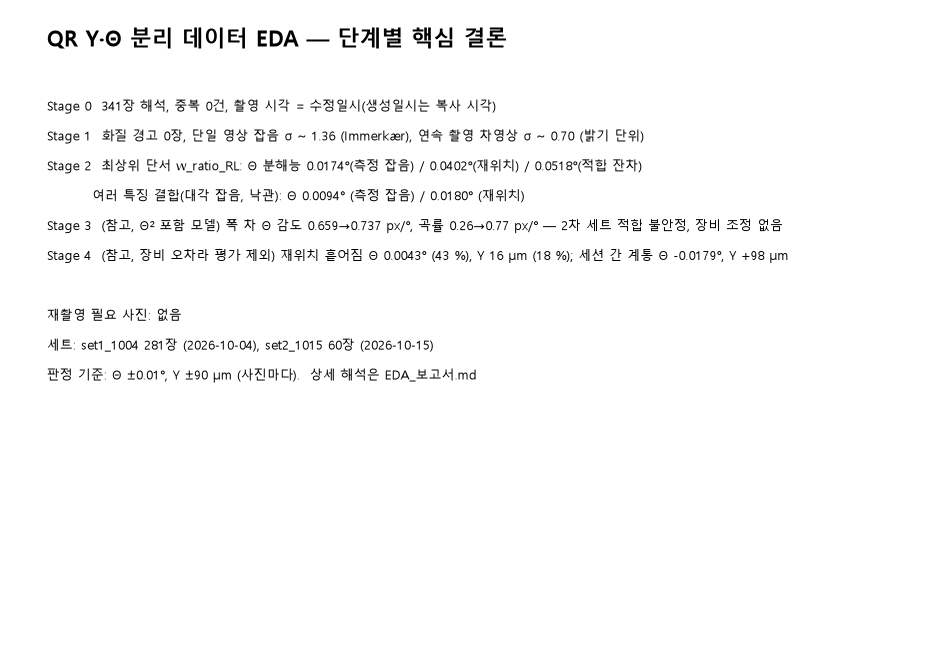 QR Y·Θ 분리 데이터 EDA — 단계별 핵심 결론
Stage 0 341장 해석, 중복 0건, 촬영 시각 = 수정일시(생성일시는 복사 시각)
Stage 1 화질 경고 0장, 단일 영상 잡음 σ ~ 1.36 (Immerkær), 연속 촬영 차영상 σ ~ 0.70 (밝기 단위)
Stage 2 최상위 단서 w_ratio_RL: Θ 분해능 0.0174°(측정 잡음) / 0.0402°(재위치) / 0.0518°(적합 잔차)
여러 특징 결합(대각 잡음, 낙관): Θ 0.0094° (측정 잡음) / 0.0180° (재위치)
Stage 3 (참고, Θ² 포함 모델) 폭 차 Θ 감도 0.659→0.737 px/°, 곡률 0.26→0.77 px/° — 2차 세트 적합 불안정, 장비 조정 없음
Stage 4 (참고, 장비 오차라 평가 제외) 재위치 흩어짐 Θ 0.0043° (43 %), Y 16 µm (18 %); 세션 간 계통 Θ -0.0179°, Y +98 µm
재촬영 필요 사진: 없음
세트: set1_1004 281장 (2026-10-04), set2_1015 60장 (2026-10-15)
판정 기준: Θ ±0.01°, Y ±90 µm (사진마다). 상세 해석은 EDA_보고서.md